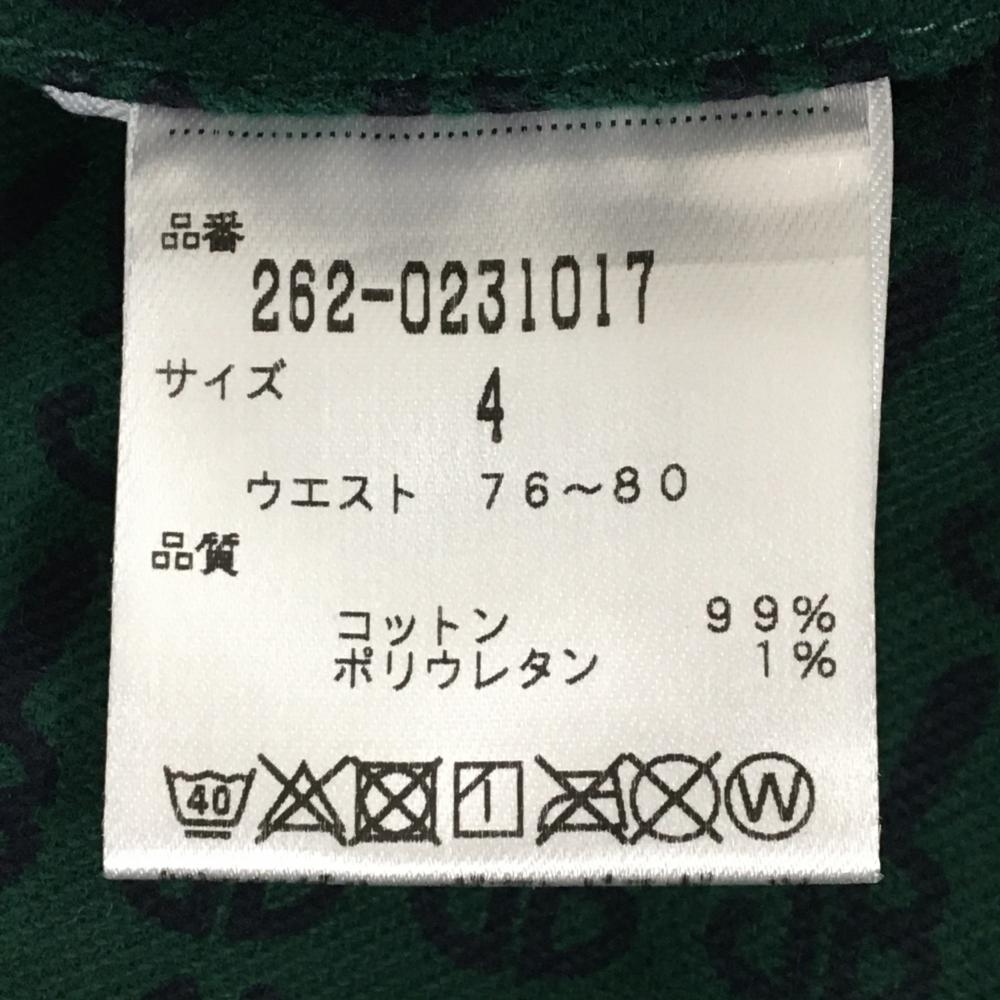 品番
262-0231017
サイズ 4
ウエスト 76~80
品質
コットン 99%
ポリウレタン 1%
40 W